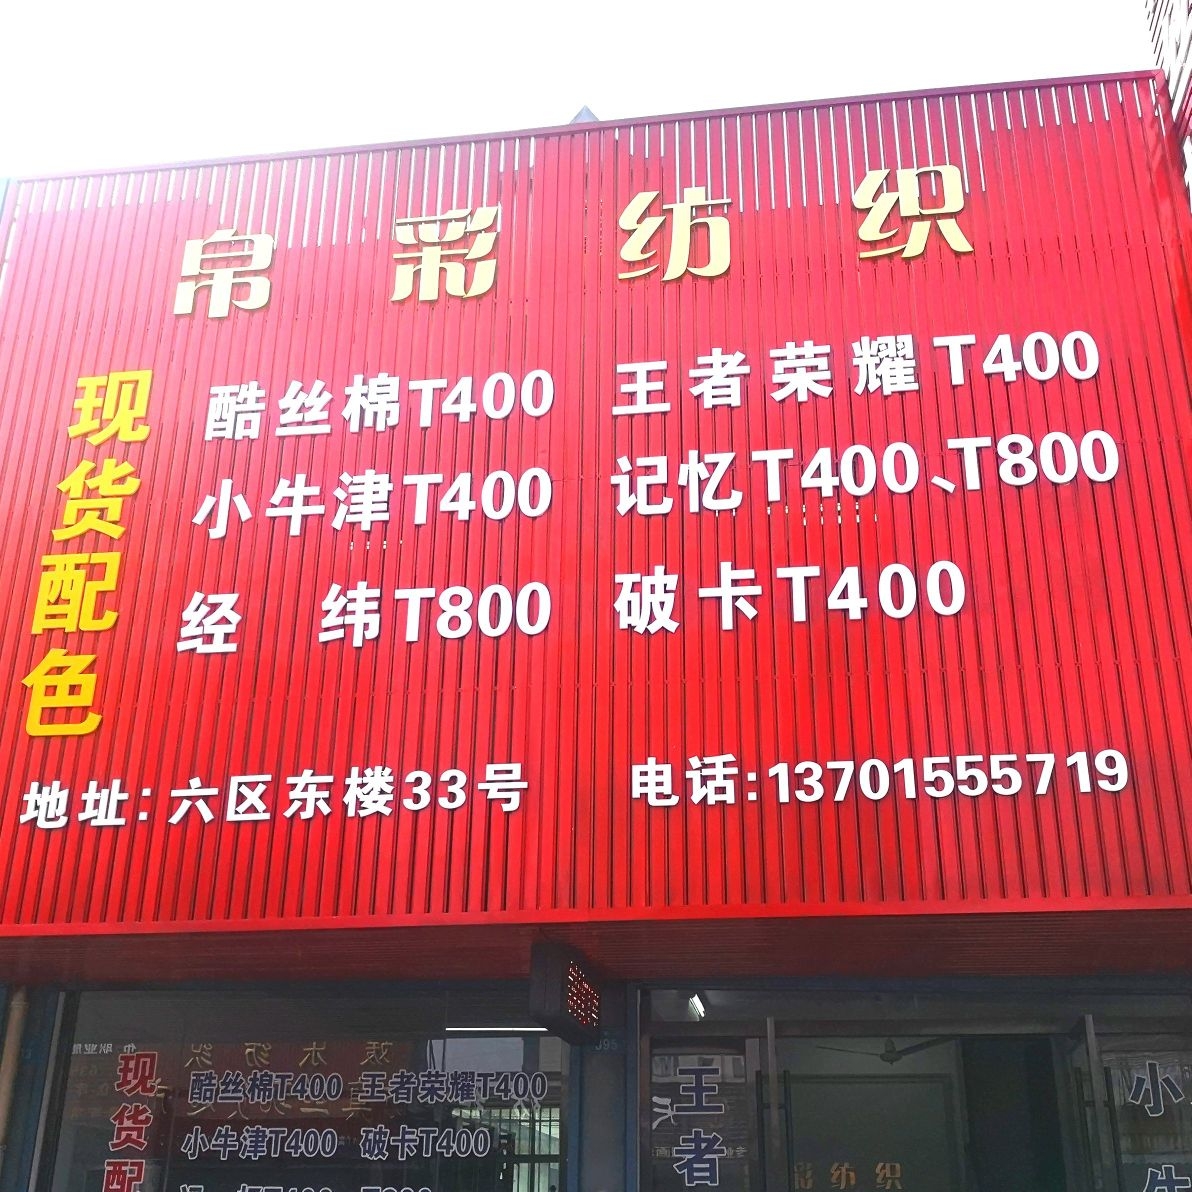 帛彩纺织
现货配色
酷丝棉T400 王者荣耀T400
小牛津T400 记忆T400、T800
经 纬T800 破卡T400
地址:六区东楼33号 电话:13701555719
现货配
酷丝棉T400 王者荣耀T400
小牛津T400 破卡T400
王者
小牛
彩纺织